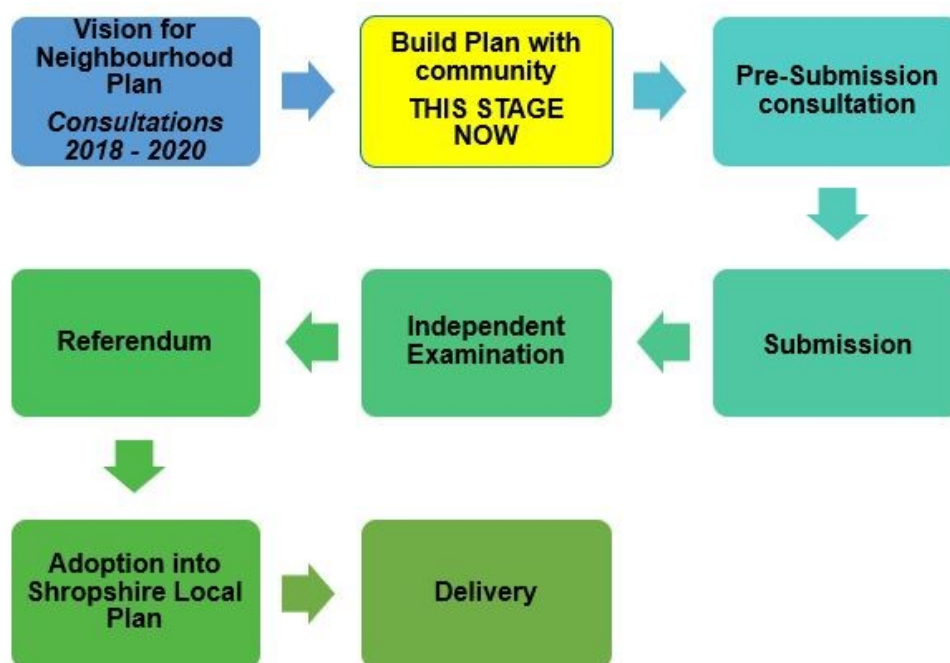 Vision for
Neighbourhood
Plan
Consultations
2018 - 2020
Build Plan with
community
THIS STAGE
NOW
Pre-Submission
consultation
Submission
Independent
Examination
Referendum
Adoption into
Shropshire Local
Plan
Delivery